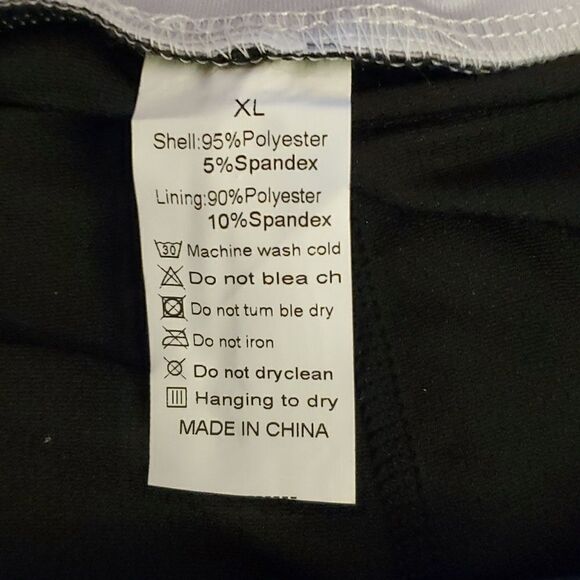 XL
Shell:95%Polyester
5%Spandex
Lining:90%Polyester
10%Spandex
30 Machine wash cold
Do not blea ch
Do not tum ble dry
Do not iron
Do not dryclean
Hanging to dry
MADE IN CHINA